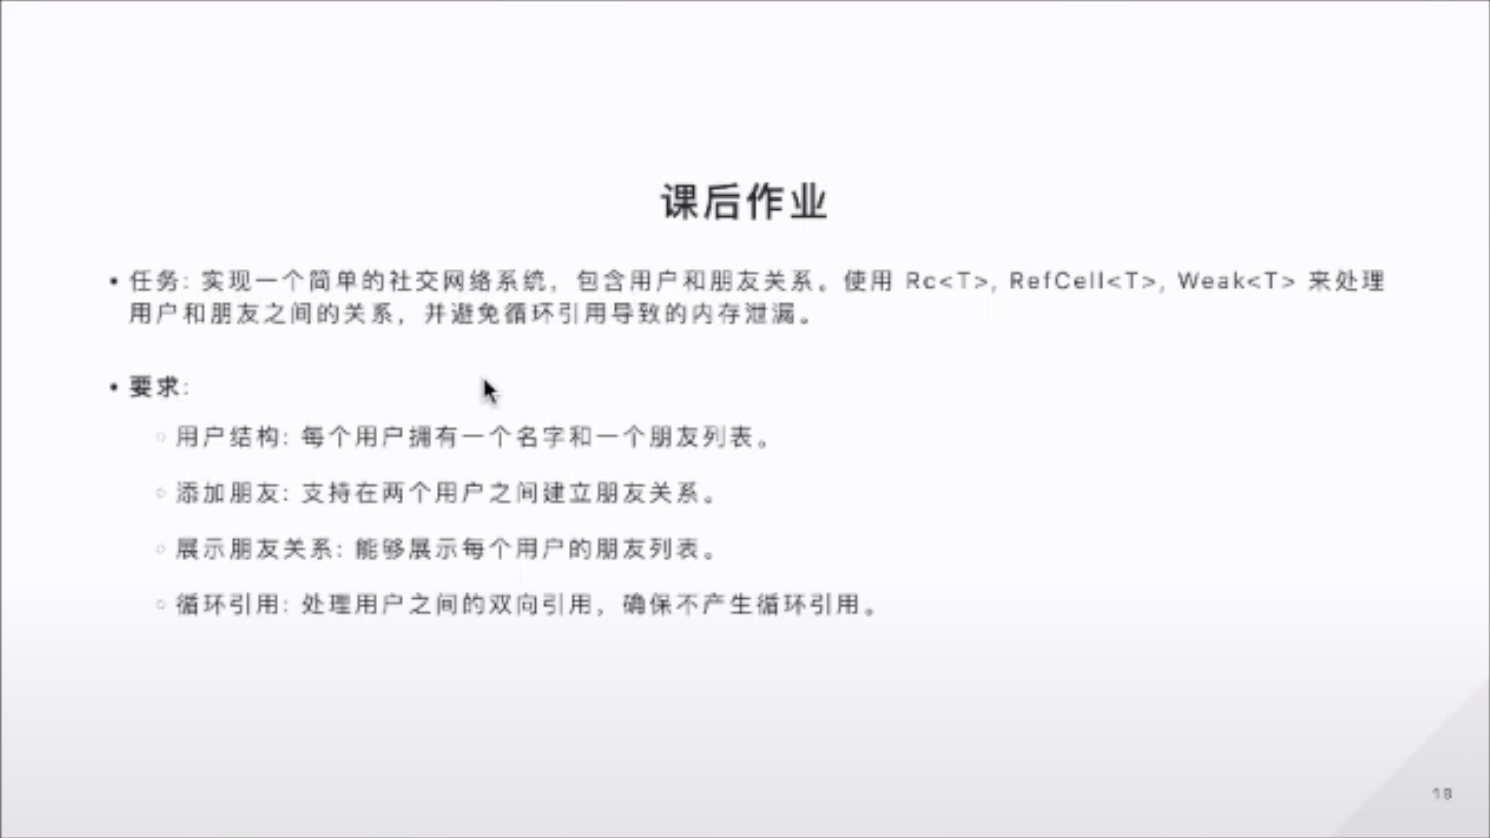 课后作业
• 任务: 实现一个简单的社交网络系统，包含用户和朋友关系。使用 Rc<T>, RefCell<T>, Weak<T> 来处理
用户和朋友之间的关系，并避免循环引用导致的内存泄漏。
• 要求:
○ 用户结构: 每个用户拥有一个名字和一个朋友列表。
○ 添加朋友: 支持在两个用户之间建立朋友关系。
○ 展示朋友关系: 能够展示每个用户的朋友列表。
○ 循环引用: 处理用户之间的双向引用，确保不产生循环引用。
18